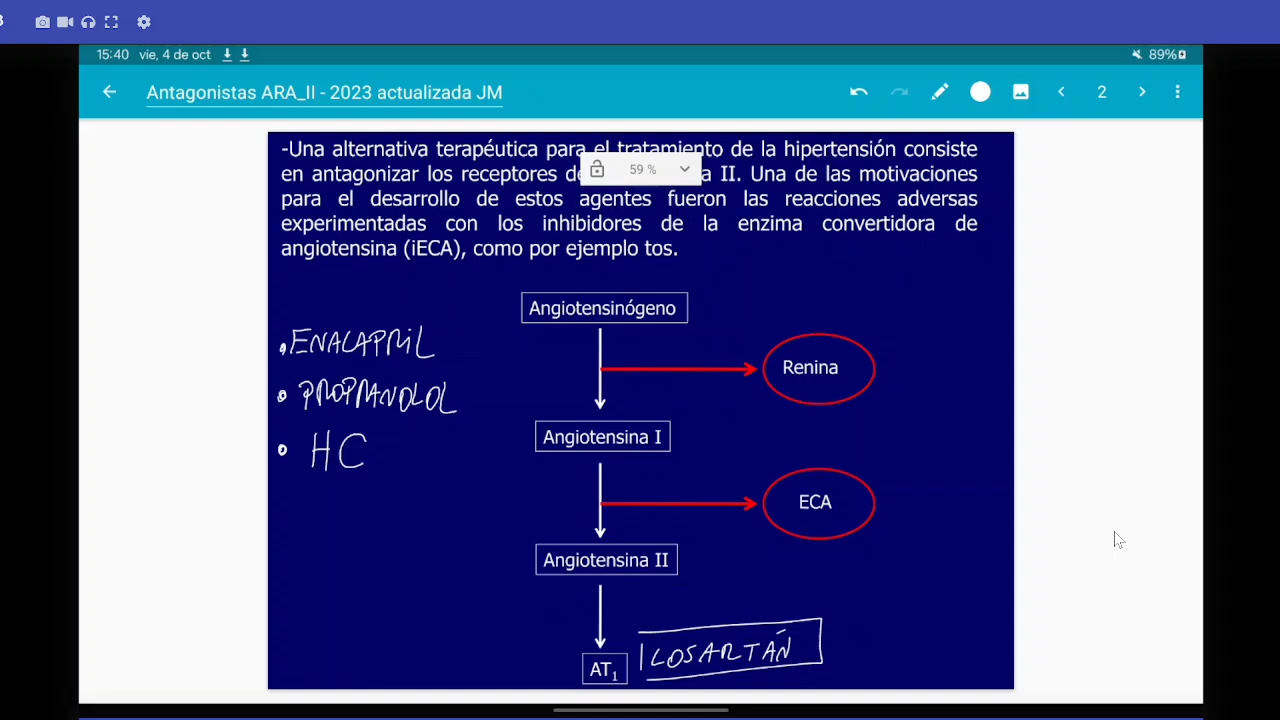 15:40 vie, 4 de oct
89%
Antagonistas ARA_II - 2023 actualizada JM
2
-Una alternativa terapéutica para el tratamiento de la hipertensión consiste
en antagonizar los receptores de a II. Una de las motivaciones
59 %
para el desarrollo de estos agentes fueron las reacciones adversas
experimentadas con los inhibidores de la enzima convertidora de
angiotensina (iECA), como por ejemplo tos.
Angiotensinógeno
• ENALAPRIL
Renina
• PROPRANOLOL
Angiotensina I
• HC
ECA
Angiotensina II
AT₁
LOSARTÁN